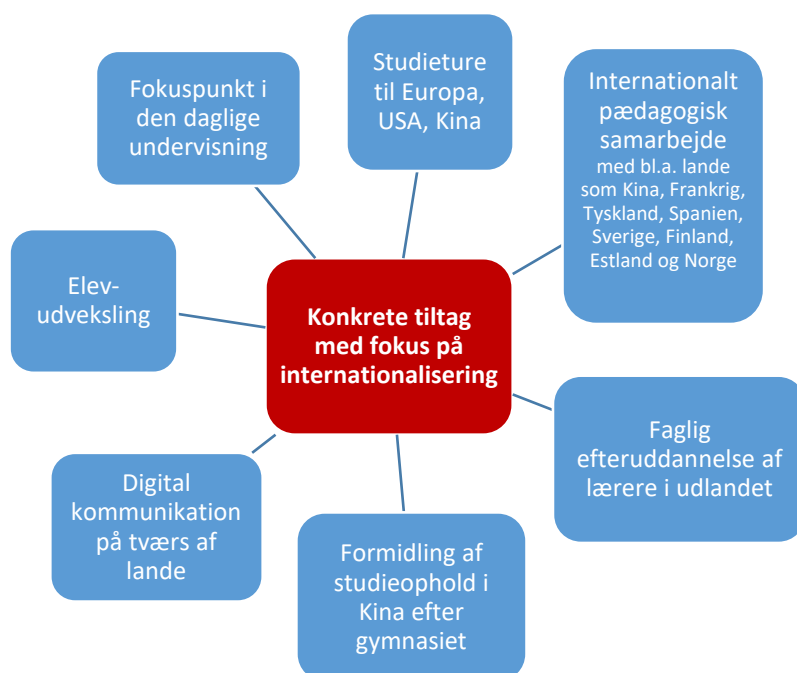 Studieture
til Europa,
USA, Kina
Internationalt
pædagogisk
samarbejde
med bl.a. lande
som Kina, Frankrig,
Tyskland, Spanien,
Sverige, Finland,
Estland og Norge
Faglig
efteruddannelse af
lærere i udlandet
Formidling af
studieophold i
Kina efter
gymnasiet
Digital
kommunikation
på tværs af
lande
Elev-
udveksling
Fokuspunkt i
den daglige
undervisning
Konkrete tiltag
med fokus på
internationalisering